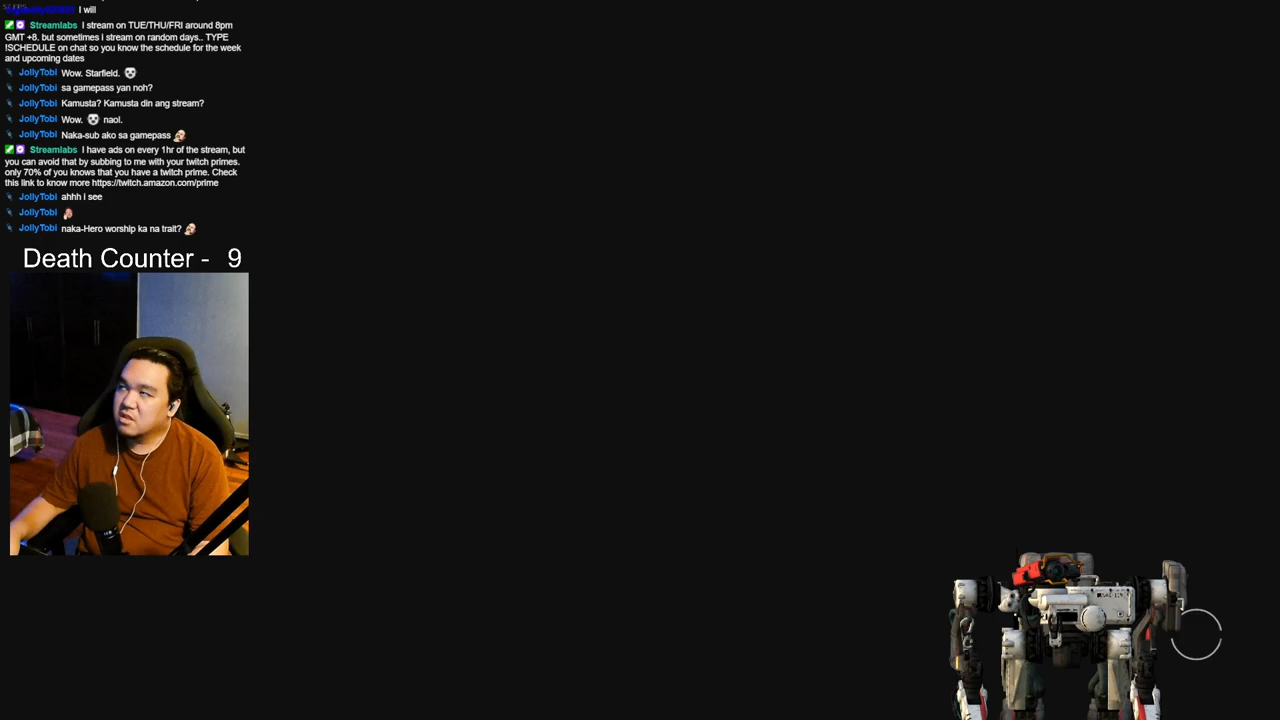 I will
Streamlabs I stream on TUE/THU/FRI around 8pm
GMT +8. but sometimes i stream on random days.. TYPE
!SCHEDULE on chat so you know the schedule for the week
and upcoming dates
JollyTobi Wow. Starfield.
JollyTobi sa gamepass yan noh?
JollyTobi Kamusta? Kamusta din ang stream?
JollyTobi Wow. naol.
JollyTobi Naka-sub ako sa gamepass
Streamlabs I have ads on every 1hr of the stream, but
you can avoid that by subbing to me with your twitch primes.
only 70% of you knows that you have a twitch prime. Check
this link to know more https://twitch.amazon.com/prime
JollyTobi ahhh i see
JollyTobi
JollyTobi naka-Hero worship ka na trait?
Death Counter - 9